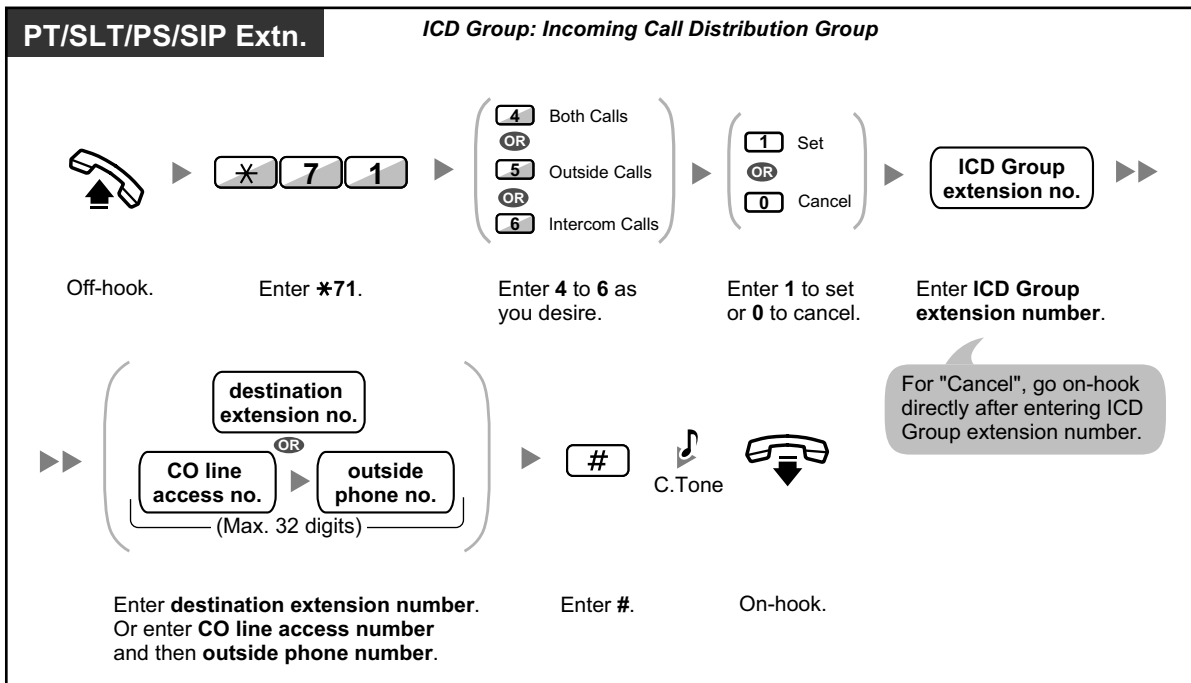 PT/SLT/PS/SIP Extn.
ICD Group: Incoming Call Distribution Group
4 Both Calls
OR
5 Outside Calls
OR
6 Intercom Calls
1 Set
OR
0 Cancel
✳ 7 1
ICD Group
extension no.
Off-hook.
Enter ✳71.
Enter 4 to 6 as
you desire.
Enter 1 to set
or 0 to cancel.
Enter ICD Group
extension number.
For "Cancel", go on-hook
directly after entering ICD
Group extension number.
destination
extension no.
OR
CO line
access no.
outside
phone no.
(Max. 32 digits)
#
C.Tone
Enter destination extension number.
Or enter CO line access number
and then outside phone number.
Enter #.
On-hook.